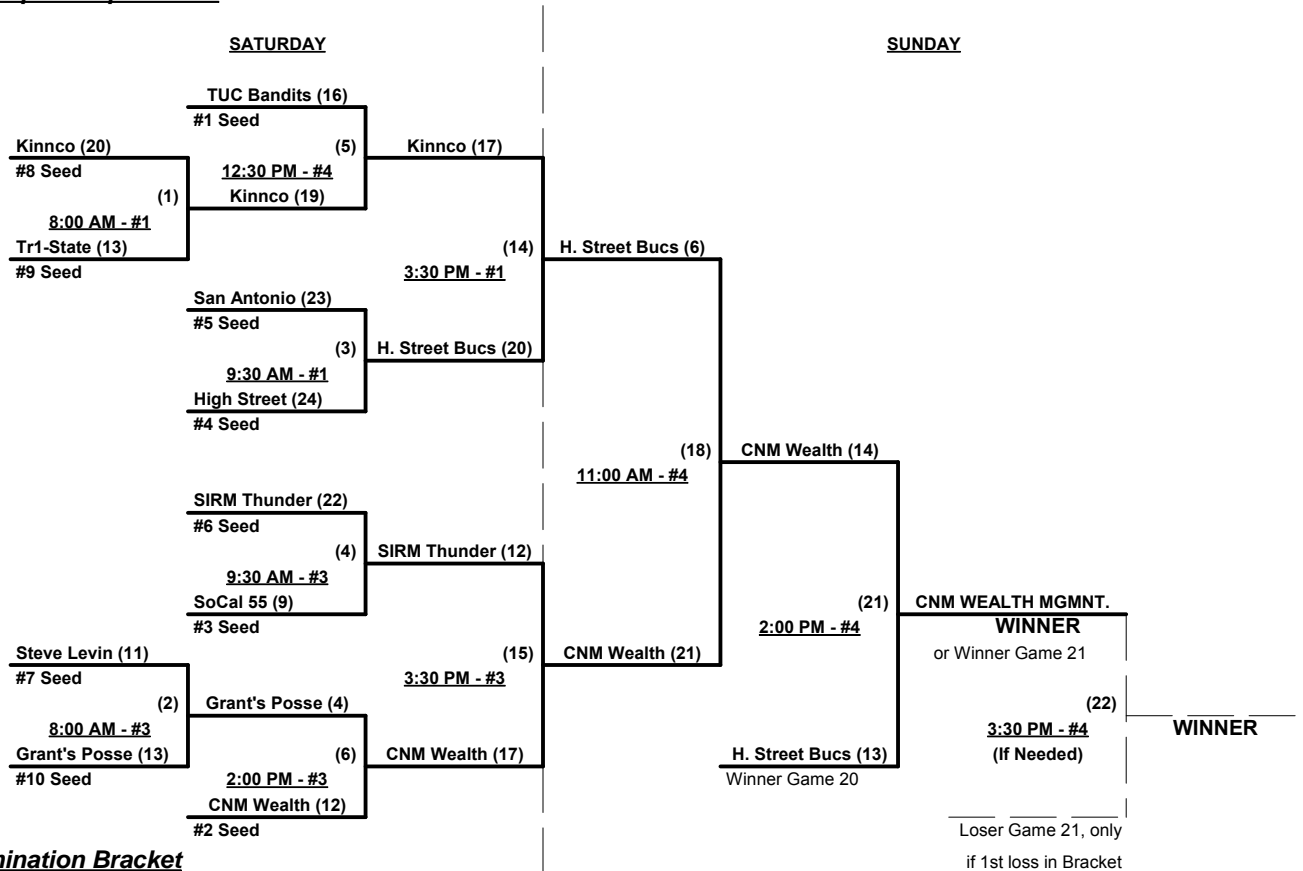 SATURDAY
SUNDAY
TUC Bandits (16)
#1 Seed
Kinnco (20)
(5)
Kinnco (17)
#8 Seed
12:30 PM - #4
(1)
Kinnco (19)
8:00 AM - #1
Tr1-State (13)
(14)
H. Street Bucs (6)
#9 Seed
3:30 PM - #1
San Antonio (23)
#5 Seed
(3)
H. Street Bucs (20)
9:30 AM - #1
High Street (24)
#4 Seed
(18)
CNM Wealth (14)
11:00 AM - #4
SIRM Thunder (22)
#6 Seed
(4)
SIRM Thunder (12)
9:30 AM - #3
SoCal 55 (9)
(21)
CNM WEALTH MGMNT.
#3 Seed
2:00 PM - #4
WINNER
Steve Levin (11)
(15)
CNM Wealth (21)
or Winner Game 21
#7 Seed
3:30 PM - #3
(2)
Grant's Posse (4)
(22)
8:00 AM - #3
3:30 PM - #4
WINNER
Grant's Posse (13)
(6)
CNM Wealth (17)
H. Street Bucs (13)
(If Needed)
#10 Seed
2:00 PM - #3
Winner Game 20
CNM Wealth (12)
#2 Seed
Loser Game 21, only
mination Bracket
if 1st loss in Bracket